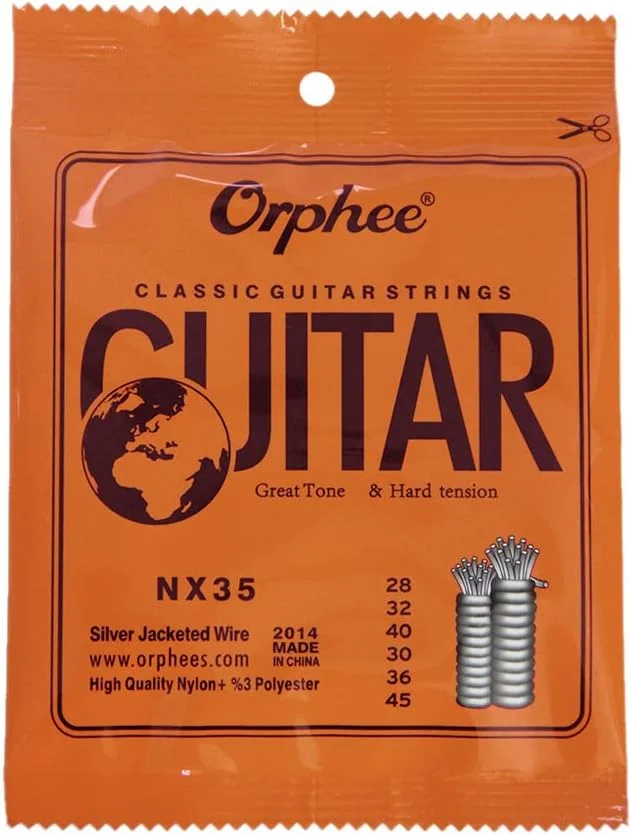 Orphee®
CLASSIC GUITAR STRINGS
GUITAR
Great Tone & Hard tension
NX35
28
32
40
30
36
45
Silver Jacketed Wire
www.orphees.com
High Quality Nylon+ %3 Polyester
2014
MADE
IN CHINA